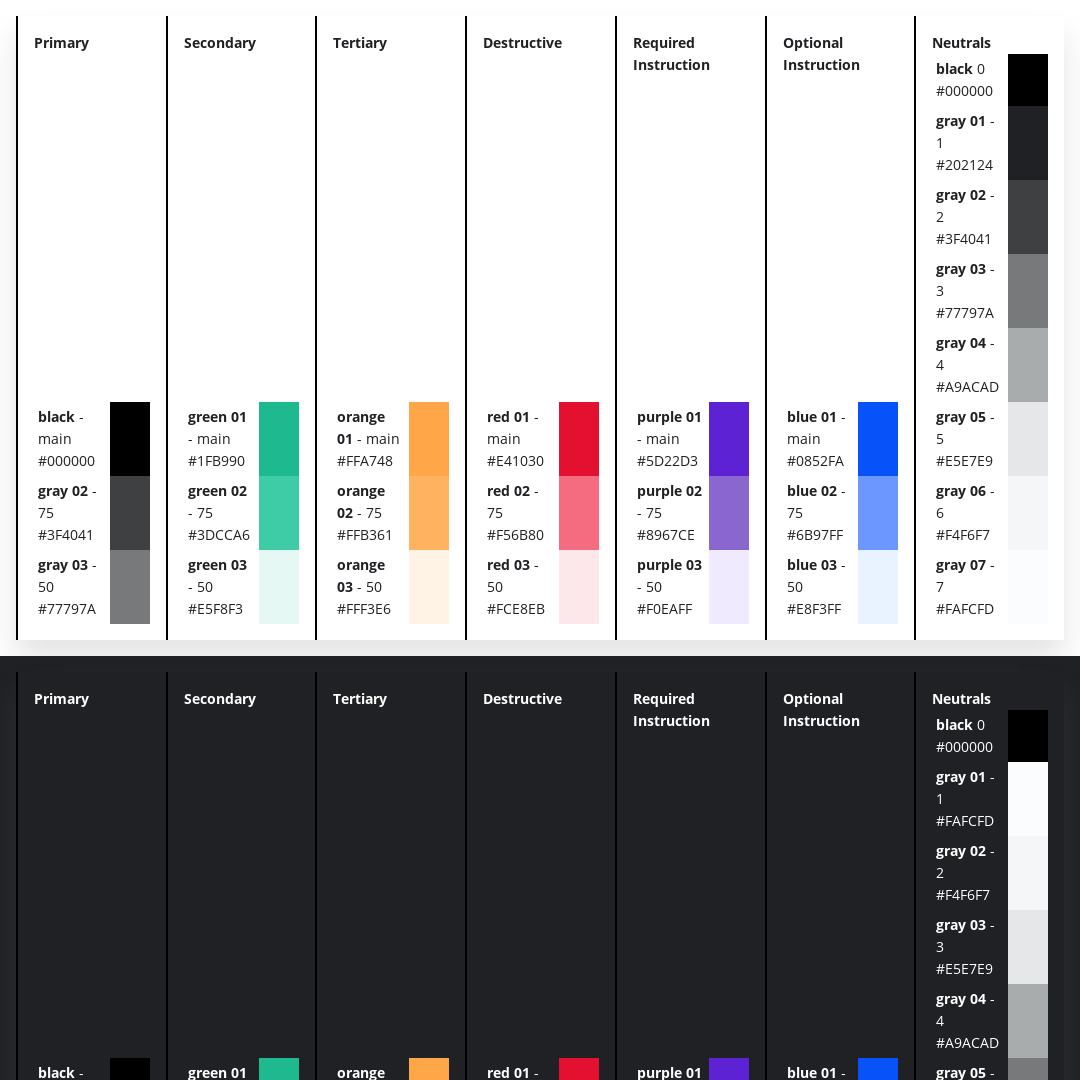 Primary
black -
main
#000000
gray 02 -
75
#3F4041
gray 03 -
50
#77797A
Secondary
green 01
- main
#1FB990
green 02
- 75
#3DCCA6
green 03
- 50
#E5F8F3
Tertiary
orange
01 - main
#FFA748
orange
02 - 75
#FFB361
orange
03 - 50
#FFF3E6
Destructive
red 01 -
main
#E41030
red 02 -
75
#F56B80
red 03 -
50
#FCE8EB
Required
Instruction
purple 01
- main
#5D22D3
purple 02
- 75
#8967CE
purple 03
- 50
#F0EAFF
Optional
Instruction
blue 01 -
main
#0852FA
blue 02 -
75
#6B97FF
blue 03 -
50
#E8F3FF
Neutrals
black 0
#000000
gray 01 -
1
#202124
gray 02 -
2
#3F4041
gray 03 -
3
#77797A
gray 04 -
4
#A9ACAD
gray 05 -
5
#E5E7E9
gray 06 -
6
#F4F6F7
gray 07 -
7
#FAFCFD
Primary
black -
Secondary
green 01
Tertiary
orange
Destructive
red 01 -
Required
Instruction
purple 01
Optional
Instruction
blue 01 -
Neutrals
black 0
#000000
gray 01 -
1
#FAFCFD
gray 02 -
2
#F4F6F7
gray 03 -
3
#E5E7E9
gray 04 -
4
#A9ACAD
gray 05 -